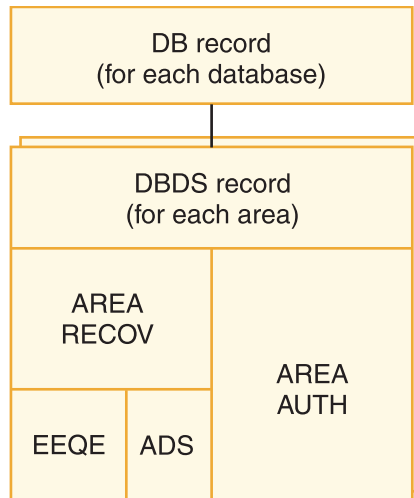 DB record
(for each database)
DBDS record
(for each area)
AREA
RECOV
AREA
AUTH
EEQE
ADS